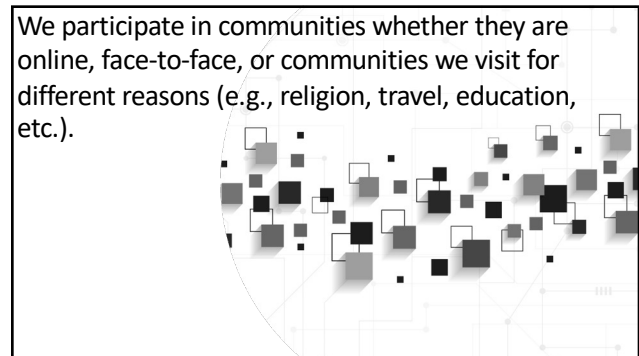 We participate in communities whether they are
online, face-to-face, or communities we visit for
different reasons (e.g., religion, travel, education,
etc.).